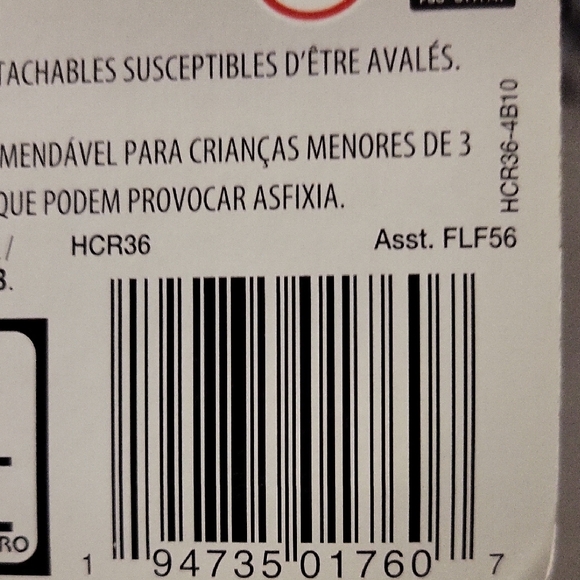 TACHABLES SUSCEPTIBLES D'ÊTRE AVALÉS.
MENDÁVEL PARA CRIANÇAS MENORES DE 3
QUE PODEM PROVOCAR ASFIXIA.
HCR36-4B10
HCR36 Asst. FLF56
3.
RO
1 94735 01760 7